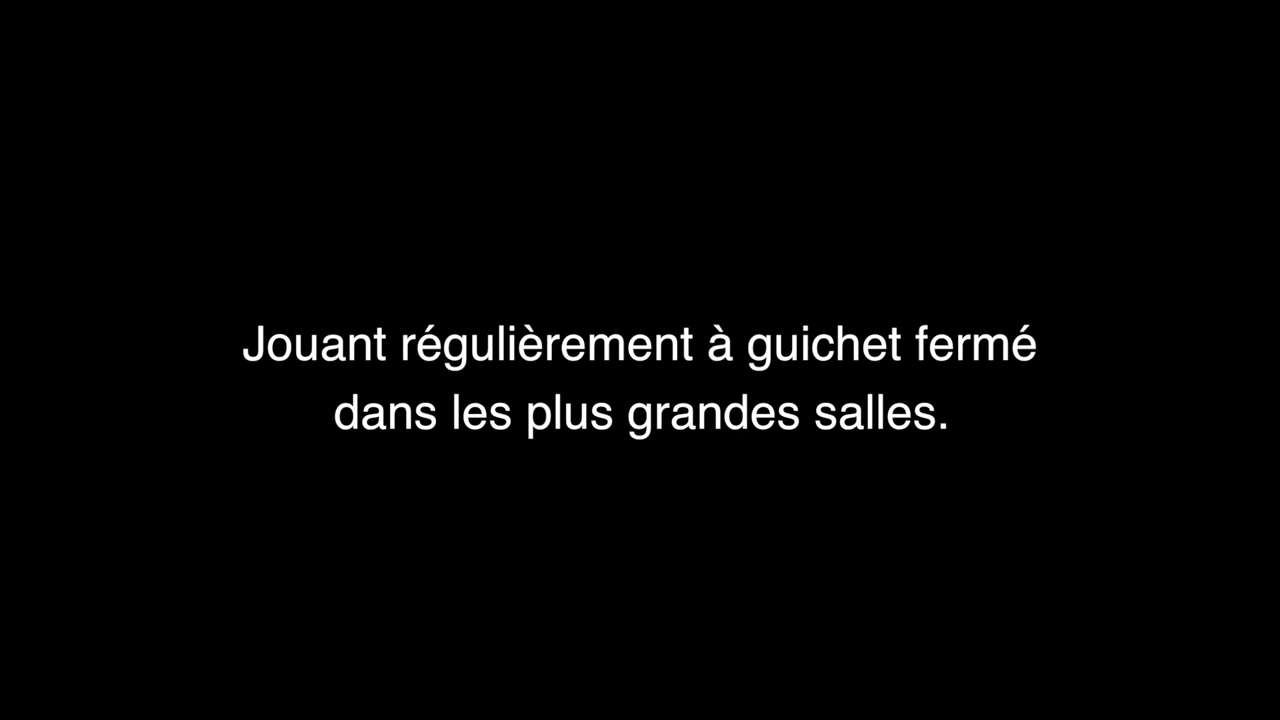 Jouant régulièrement à guichet fermé
dans les plus grandes salles.